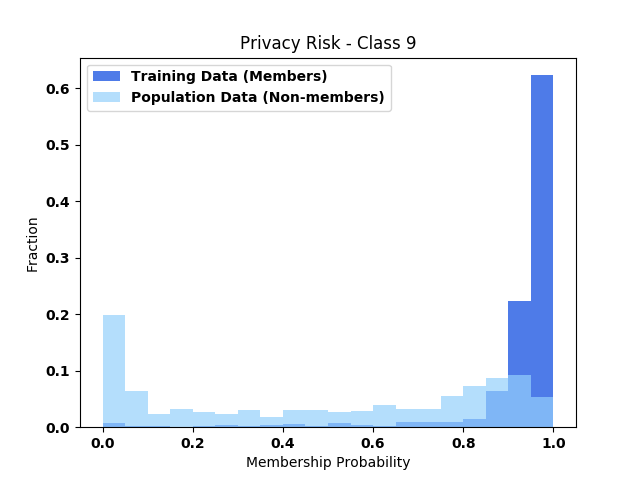 Privacy Risk - Class 9
Training Data (Members)
Population Data (Non-members)
0.6
0.5
0.4
0.3
0.2
0.1
0.0
Fraction
0.0 0.2 0.4 0.6 0.8 1.0
Membership Probability